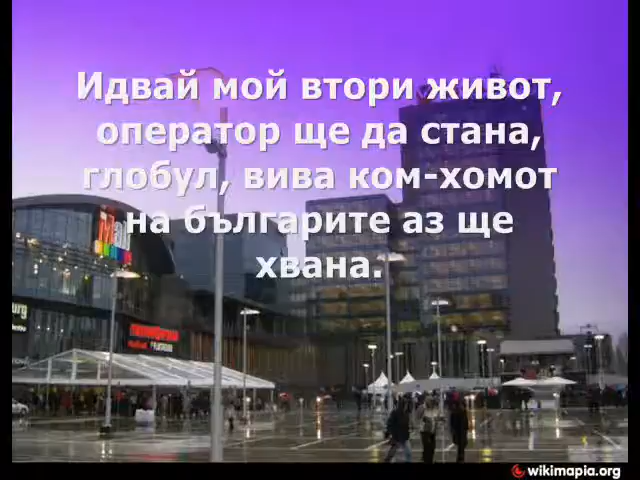 Идвай мой втори живот,
оператор ще да стана,
глобул, вива ком-хомот
на българите аз ще
хвана.
Mall
wikimapia.org